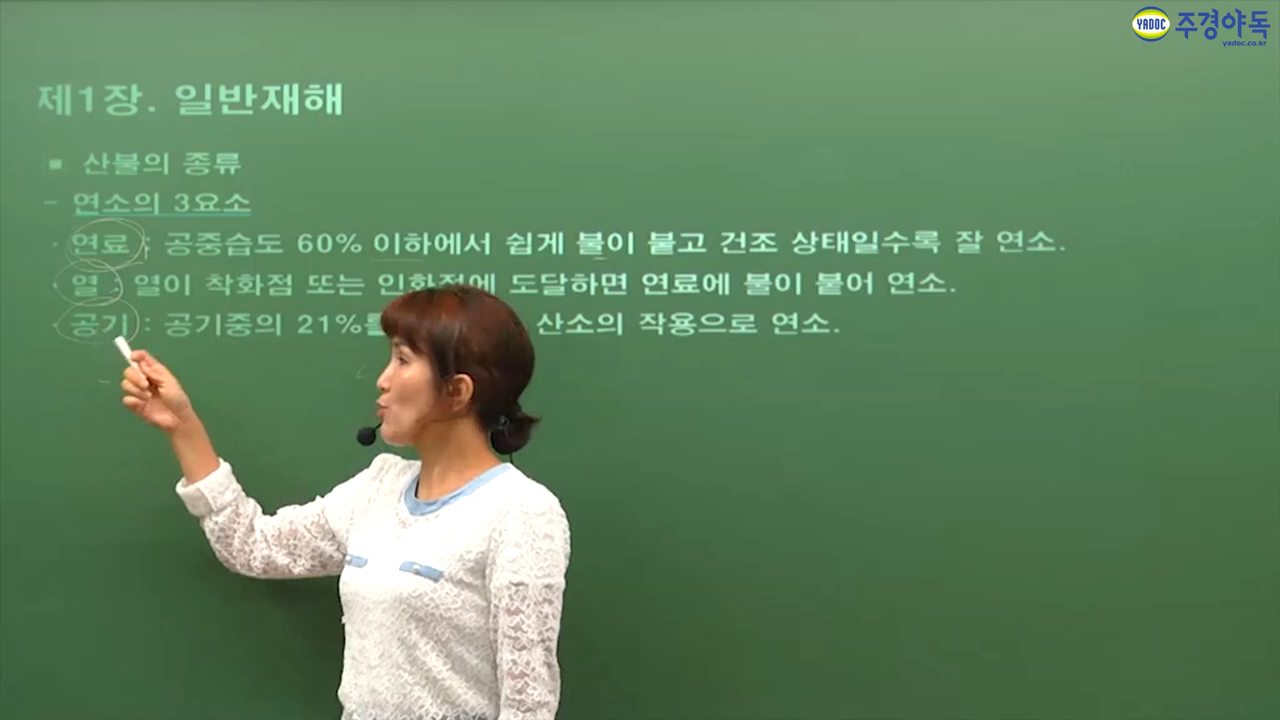 YADOC 주경야독
yadoc.co.kr
제1장. 일반재해
■ 산불의 종류
- 연소의 3요소
· 연료 : 공중습도 60% 이하에서 쉽게 불이 붙고 건조 상태일수록 잘 연소.
· 열 : 열이 착화점 또는 인화점에 도달하면 연료에 불이 붙어 연소.
· 공기 : 공기중의 21%를 산소의 작용으로 연소.